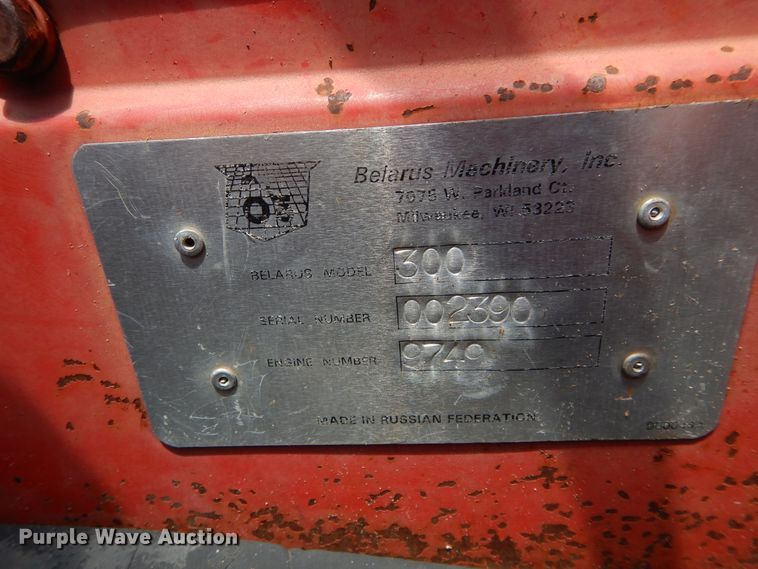 Belarus Machinery, Inc.
7075 W. Parkland Ct.
Milwaukee, WI 53223
BELARUS MODEL 300
SERIAL NUMBER 002390
ENGINE NUMBER 9749
MADE IN RUSSIAN FEDERATION
Purple Wave Auction